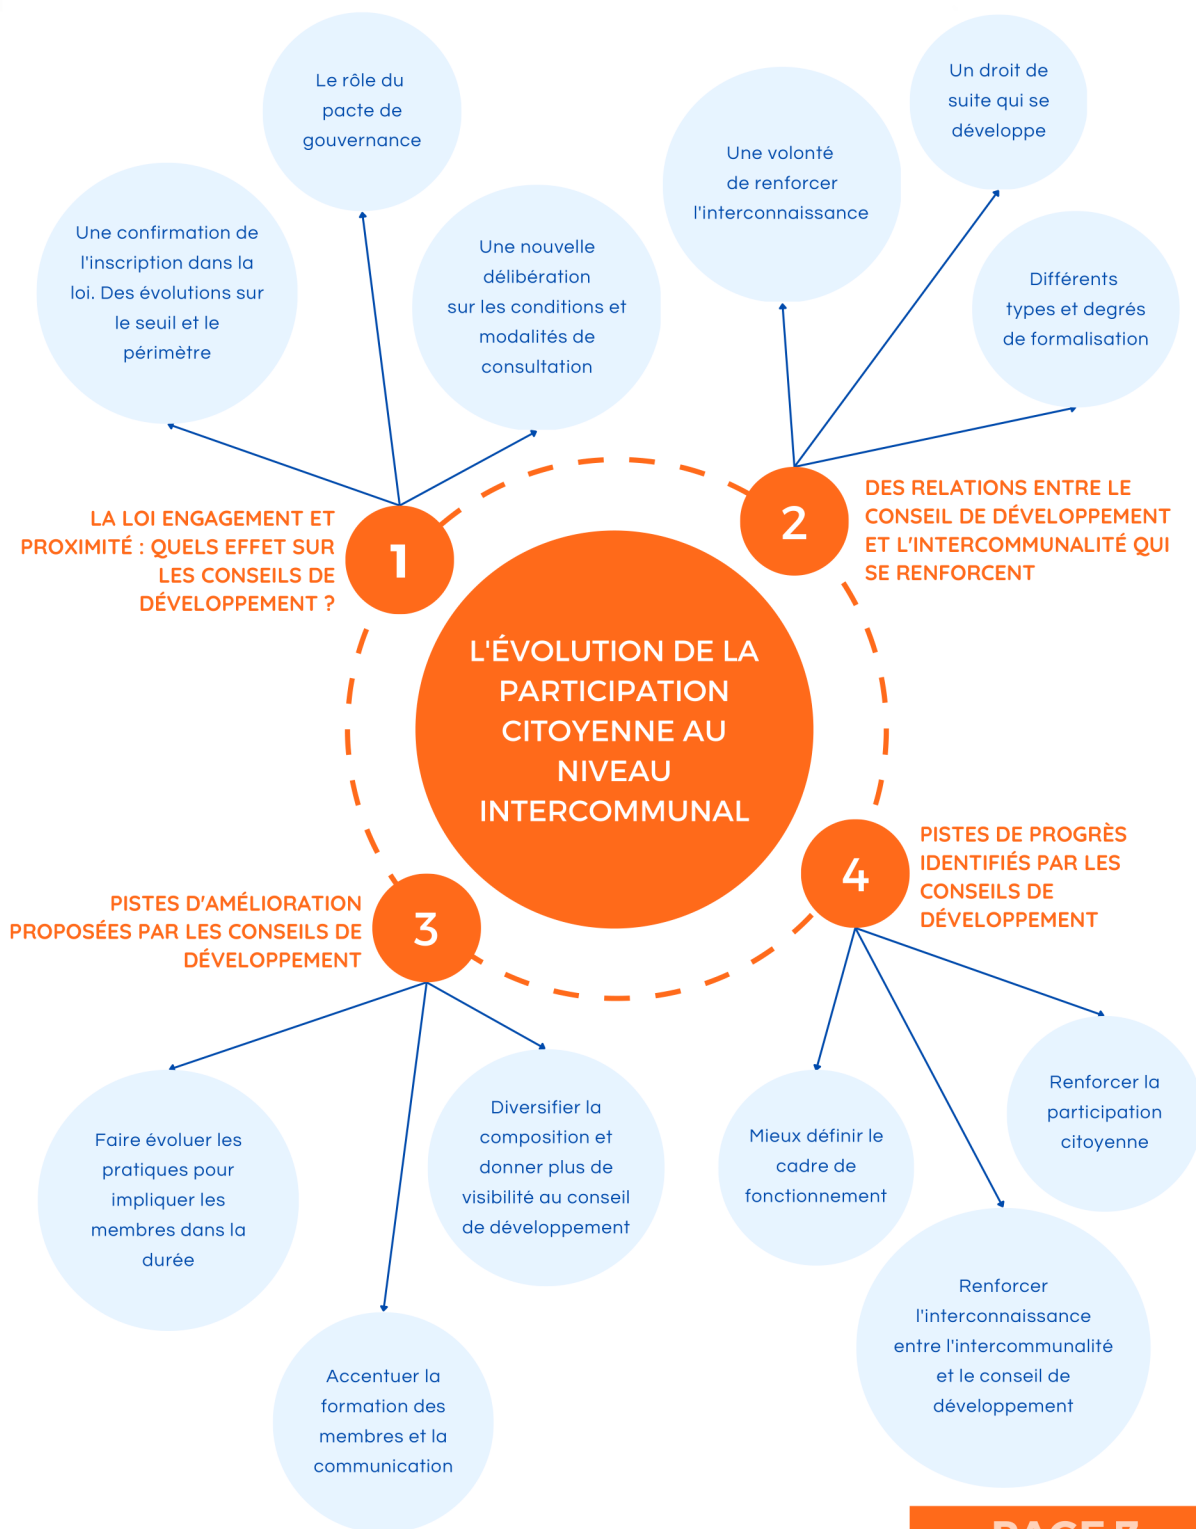 Le rôle du
pacte de
gouvernance
Une confirmation de
l'inscription dans la
loi. Des évolutions sur
le seuil et le
périmètre
Une nouvelle
délibération
sur les conditions et
modalités de
consultation
Une volonté
de renforcer
l'interconnaissance
Un droit de
suite qui se
développe
Différents
types et degrés
de formalisation
LA LOI ENGAGEMENT ET
PROXIMITÉ : QUELS EFFET SUR
LES CONSEILS DE
DÉVELOPPEMENT ?
1
2
DES RELATIONS ENTRE LE
CONSEIL DE DÉVELOPPEMENT
ET L'INTERCOMMUNALITÉ QUI
SE RENFORCENT
L'ÉVOLUTION DE LA
PARTICIPATION
CITOYENNE AU
NIVEAU
INTERCOMMUNAL
PISTES D'AMÉLIORATION
PROPOSÉES PAR LES CONSEILS DE
DÉVELOPPEMENT
3
4
PISTES DE PROGRÈS
IDENTIFIÉS PAR LES
CONSEILS DE
DÉVELOPPEMENT
Faire évoluer les
pratiques pour
impliquer les
membres dans la
durée
Accentuer la
formation des
membres et la
communication
Diversifier la
composition et
donner plus de
visibilité au conseil
de développement
Mieux définir le
cadre de
fonctionnement
Renforcer
l'interconnaissance
entre l'intercommunalité
et le conseil de
développement
Renforcer la
participation
citoyenne
PAGE 7